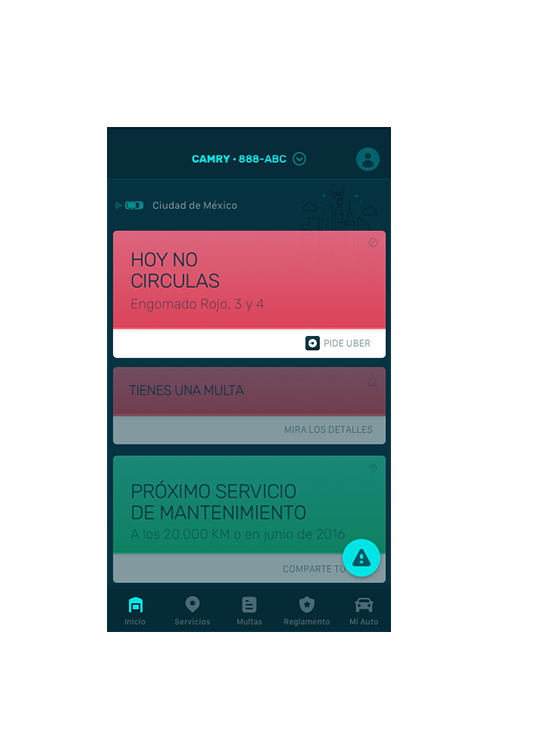 CAMRY • 888-ABC
Ciudad de México
HOY NO
CIRCULAS
Engomado Rojo, 3 y 4
PIDE UBER
TIENES UNA MULTA
MIRA LOS DETALLES
PRÓXIMO SERVICIO
DE MANTENIMIENTO
A los 20,000 KM o en junio de 2016
COMPARTE TU
Inicio Servicios Multas Reglamento Mi Auto